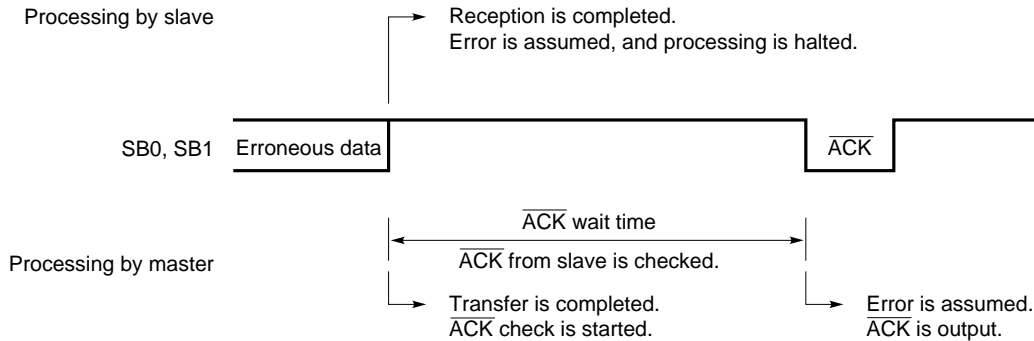 Processing by slave
Reception is completed.
Error is assumed, and processing is halted.
SB0, SB1
Erroneous data
ACK
ACK wait time
ACK from slave is checked.
Processing by master
Transfer is completed.
ACK check is started.
Error is assumed.
ACK is output.